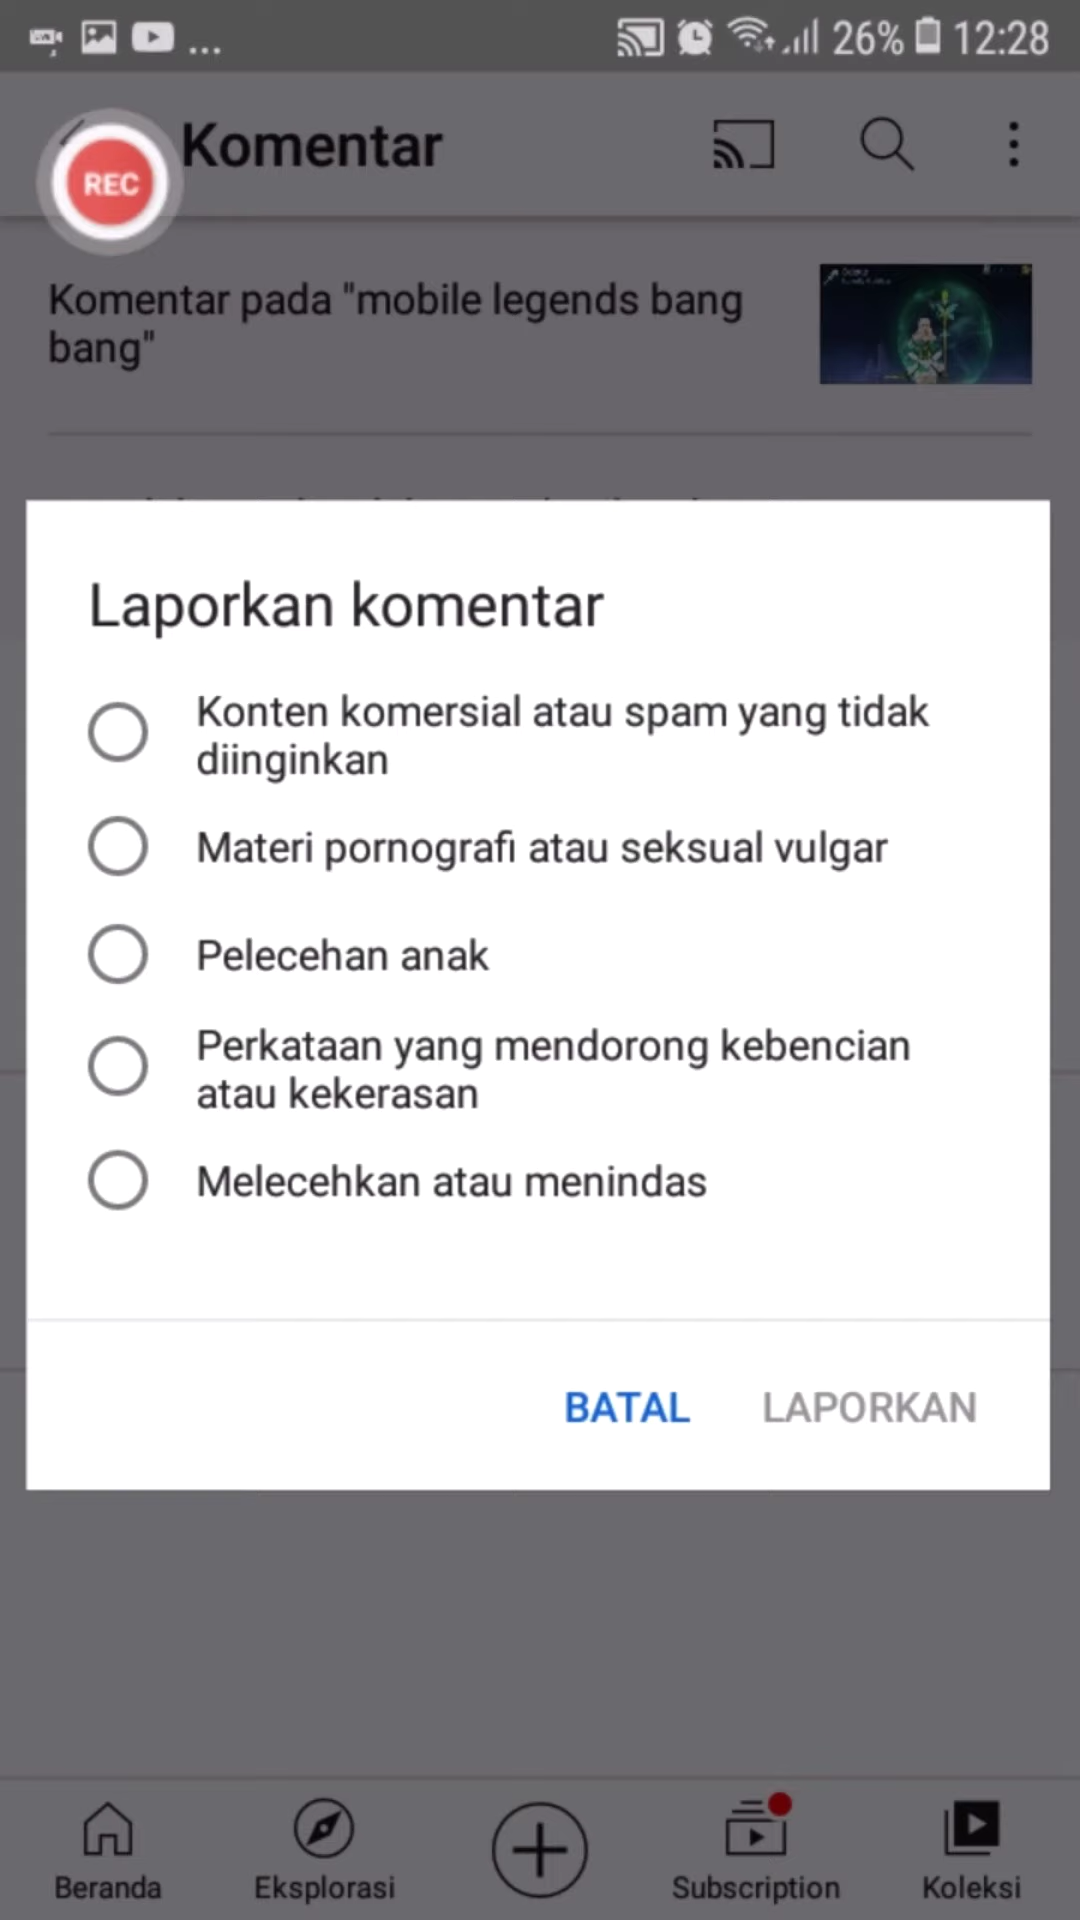 26% 12:28
REC
Komentar
Komentar pada "mobile legends bang
bang"
Laporkan komentar
Konten komersial atau spam yang tidak
diinginkan
Materi pornografi atau seksual vulgar
Pelecehan anak
Perkataan yang mendorong kebencian
atau kekerasan
Melecehkan atau menindas
BATAL LAPORKAN
Beranda Eksplorasi Subscription Koleksi